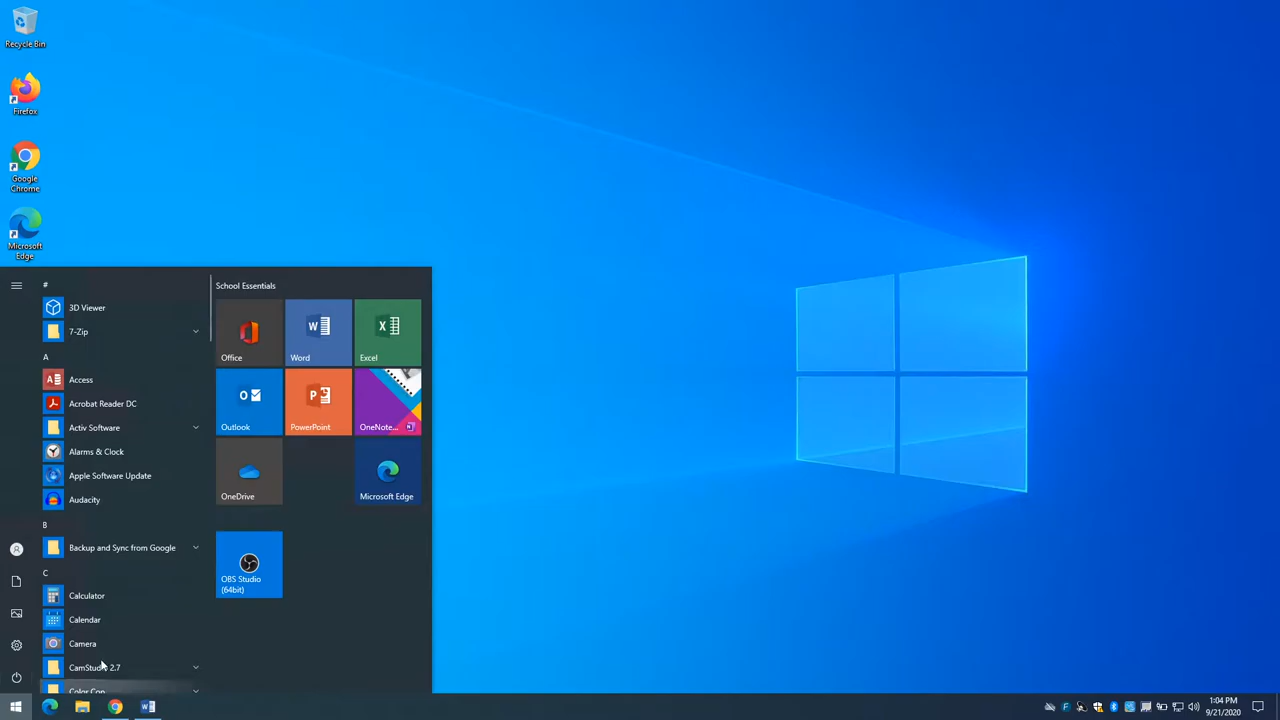 Recycle Bin
Firefox
Google
Chrome
Microsoft
Edge
#
3D Viewer
7-Zip
A
Access
Acrobat Reader DC
Activ Software
Alarms & Clock
Apple Software Update
Audacity
B
Backup and Sync from Google
C
Calculator
Calendar
Camera
CamStudio 2.7
Color Cop
School Essentials
Office
Word
Excel
Outlook
PowerPoint
OneNote...
OneDrive
Microsoft Edge
OBS Studio
(64bit)
1:04 PM
9/21/2020